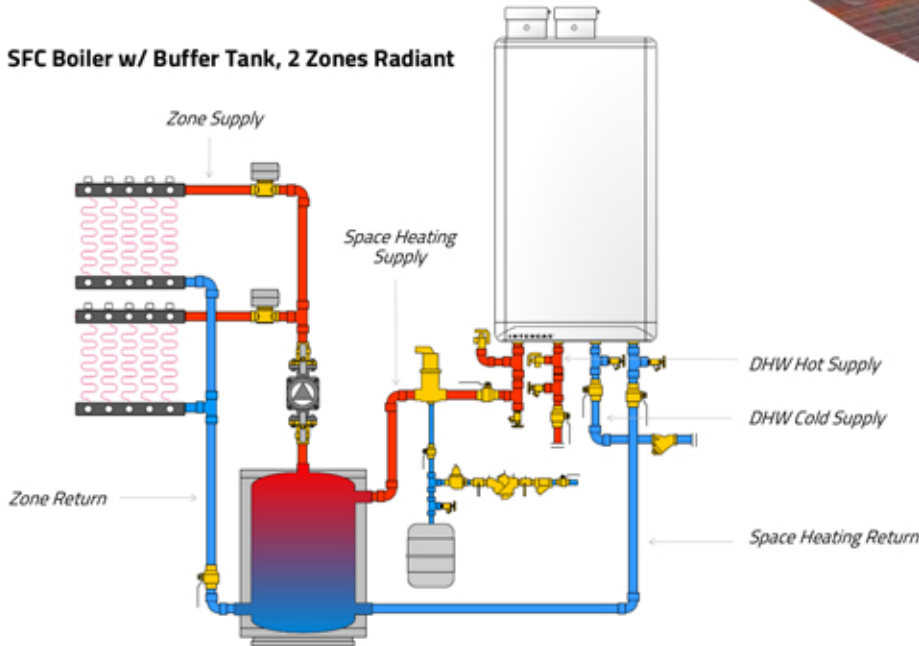 SFC Boiler w/ Buffer Tank, 2 Zones Radiant
Zone Supply
Space Heating
Supply
INTERGAS
DHW Hot Supply
DHW Cold Supply
Zone Return
Space Heating Return